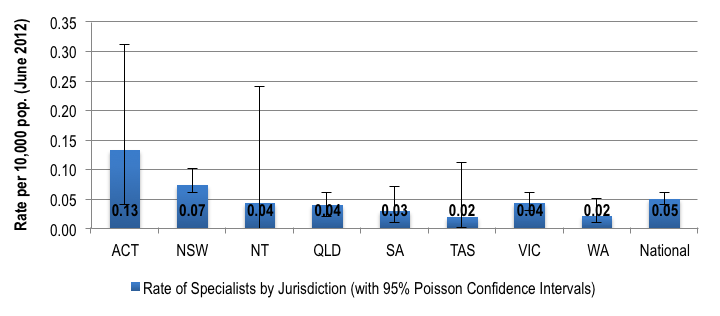 Rate per 10,000 pop. (June 2012)
0.35
0.30
0.25
0.20
0.15
0.10
0.05
0.00
0.13 0.07 0.04 0.04 0.03 0.02 0.04 0.02 0.05
ACT NSW NT QLD SA TAS VIC WA National
Rate of Specialists by Jurisdiction (with 95% Poisson Confidence Intervals)